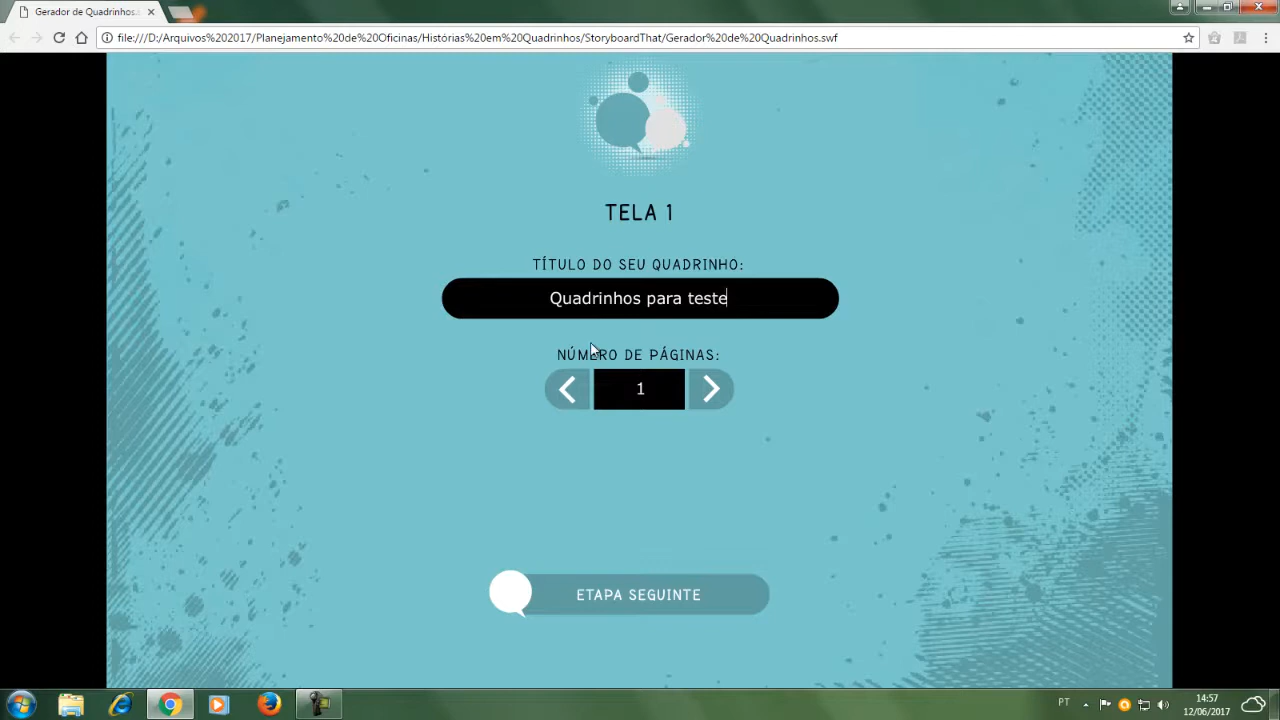 Gerador de Quadrinhos.
file:///D:/Arquivos%202017/Planejamento%20de%20Oficinas/Histórias%20em%20Quadrinhos/StoryboardThat/Gerador%20de%20Quadrinhos.swf
TELA 1
TÍTULO DO SEU QUADRINHO:
Quadrinhos para teste
NÚMERO DE PÁGINAS:
1
ETAPA SEGUINTE
PT
14:57
12/06/2017